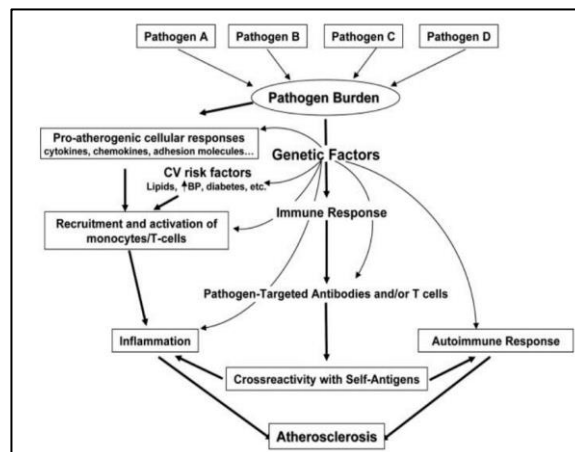 Pathogen A
Pathogen B
Pathogen C
Pathogen D
Pathogen Burden
Pro-atherogenic cellular responses
cytokines, chemokines, adhesion molecules...
Genetic Factors
CV risk factors
Lipids, ↑BP, diabetes, etc.
Immune Response
Recruitment and activation of
monocytes/T-cells
Pathogen-Targeted Antibodies and/or T cells
Inflammation
Autoimmune Response
Crossreactivity with Self-Antigens
Atherosclerosis